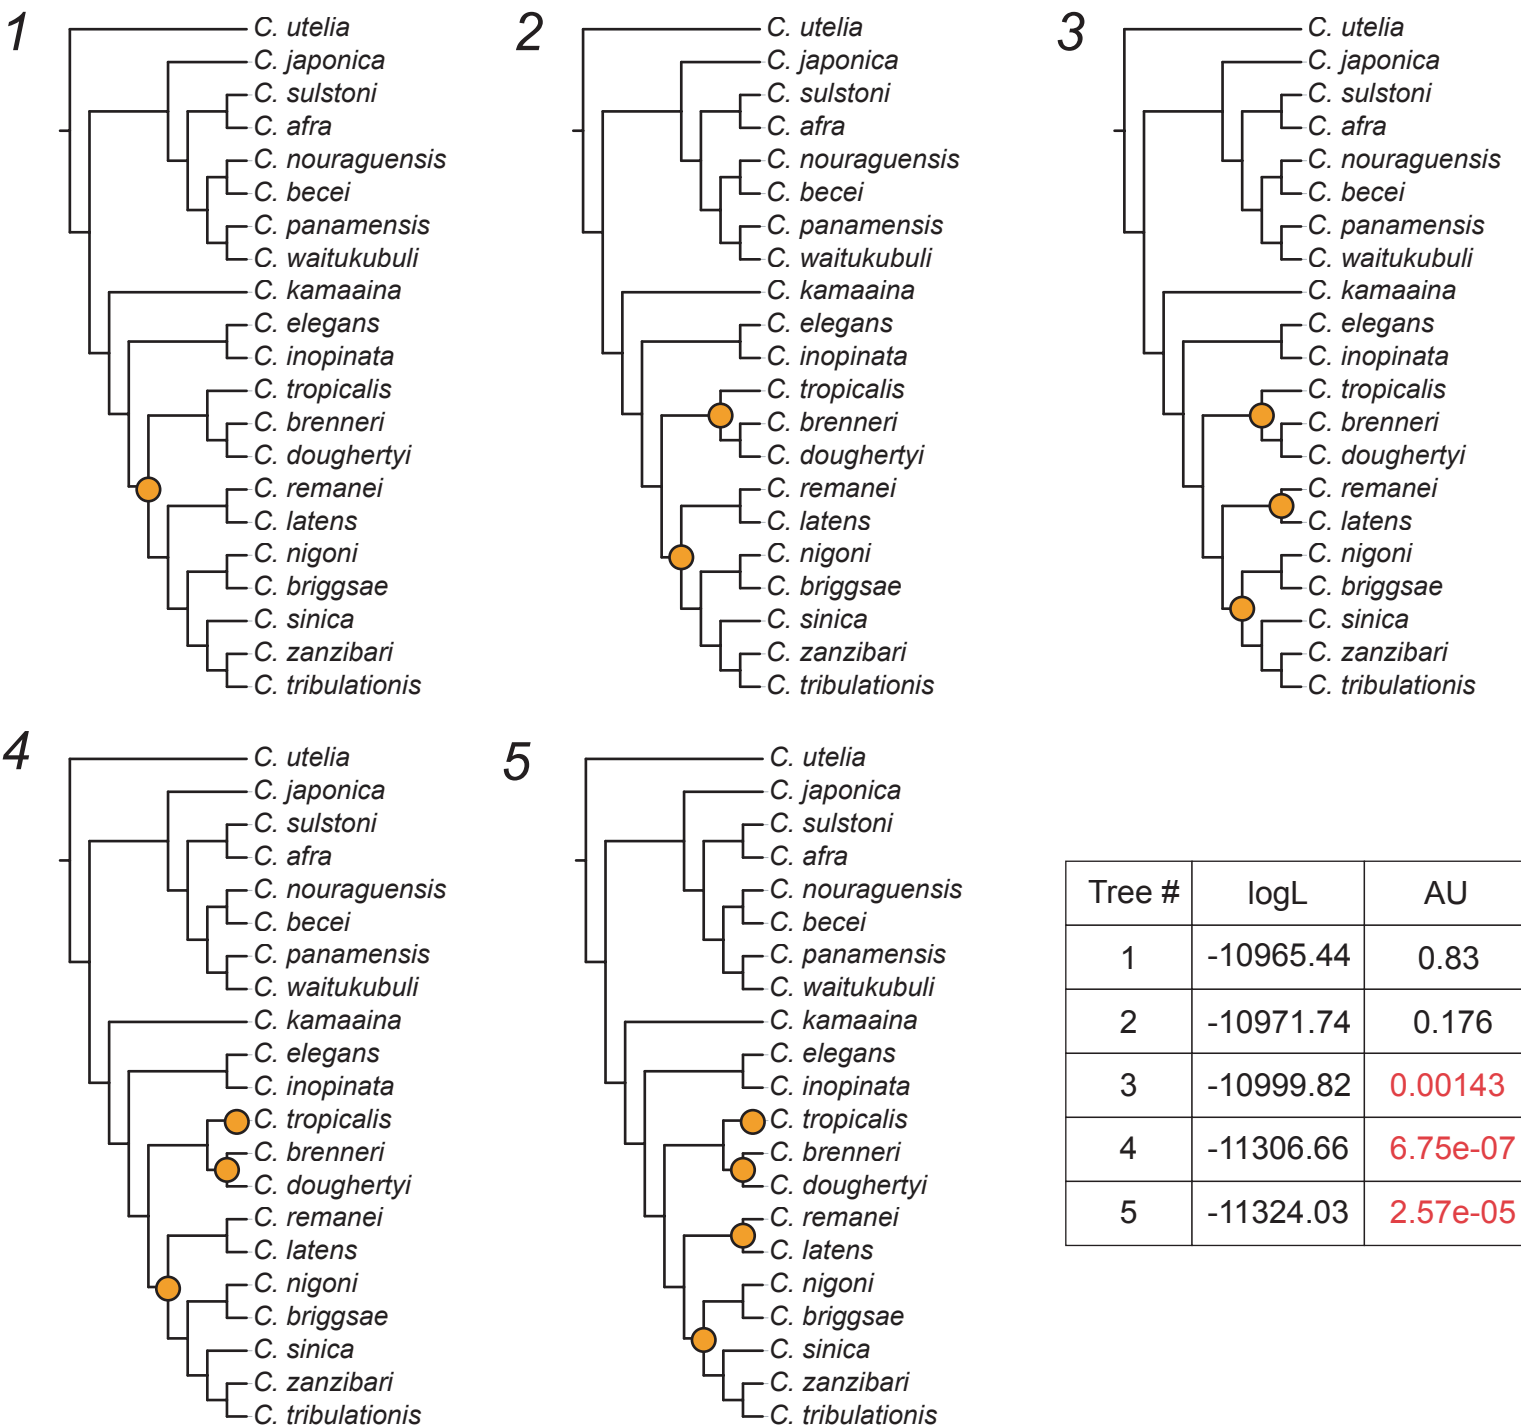 1
C. utelia
C. japonica
C. sulstoni
C. afra
C. nouraguensis
C. becei
C. panamensis
C. waitukubuli
C. kamaaina
C. elegans
C. inopinata
C. tropicalis
C. brenneri
C. doughertyi
C. remanei
C. latens
C. nigoni
C. briggsae
C. sinica
C. zanzibari
C. tribulationis
2
C. utelia
C. japonica
C. sulstoni
C. afra
C. nouraguensis
C. becei
C. panamensis
C. waitukubuli
C. kamaaina
C. elegans
C. inopinata
C. tropicalis
C. brenneri
C. doughertyi
C. remanei
C. latens
C. nigoni
C. briggsae
C. sinica
C. zanzibari
C. tribulationis
3
C. utelia
C. japonica
C. sulstoni
C. afra
C. nouraguensis
C. becei
C. panamensis
C. waitukubuli
C. kamaaina
C. elegans
C. inopinata
C. tropicalis
C. brenneri
C. doughertyi
C. remanei
C. latens
C. nigoni
C. briggsae
C. sinica
C. zanzibari
C. tribulationis
4
C. utelia
C. japonica
C. sulstoni
C. afra
C. nouraguensis
C. becei
C. panamensis
C. waitukubuli
C. kamaaina
C. elegans
C. inopinata
C. tropicalis
C. brenneri
C. doughertyi
C. remanei
C. latens
C. nigoni
C. briggsae
C. sinica
C. zanzibari
C. tribulationis
5
C. utelia
C. japonica
C. sulstoni
C. afra
C. nouraguensis
C. becei
C. panamensis
C. waitukubuli
C. kamaaina
C. elegans
C. inopinata
C. tropicalis
C. brenneri
C. doughertyi
C. remanei
C. latens
C. nigoni
C. briggsae
C. sinica
C. zanzibari
C. tribulationis
Tree # logL AU
1 -10965.44 0.83
2 -10971.74 0.176
3 -10999.82 0.00143
4 -11306.66 6.75e-07
5 -11324.03 2.57e-05